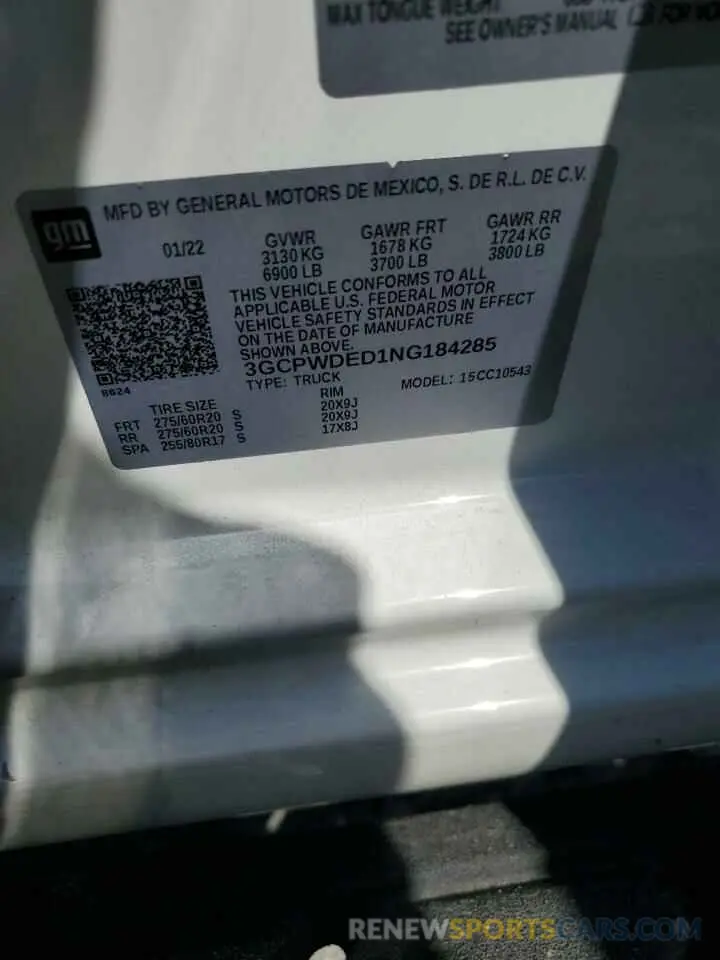 MAX TONGUE WEIGHT
SEE OWNER'S MANUAL FOR
MFD BY GENERAL MOTORS DE MEXICO, S. DE R.L. DE C.V.
gm
01/22
GVWR
3130 KG
6900 LB
GAWR FRT
1678 KG
3700 LB
GAWR RR
1724 KG
3800 LB
THIS VEHICLE CONFORMS TO ALL
APPLICABLE U.S. FEDERAL MOTOR
VEHICLE SAFETY STANDARDS IN EFFECT
ON THE DATE OF MANUFACTURE
SHOWN ABOVE.
3GCPWDED1NG184285
TYPE: TRUCK
MODEL: 15CC10543
8624
TIRE SIZE RIM
FRT 275/60R20 S 20X9J
RR 275/60R20 S 20X9J
SPA 255/80R17 S 17X8J
RENEWSPORTSCARS.COM